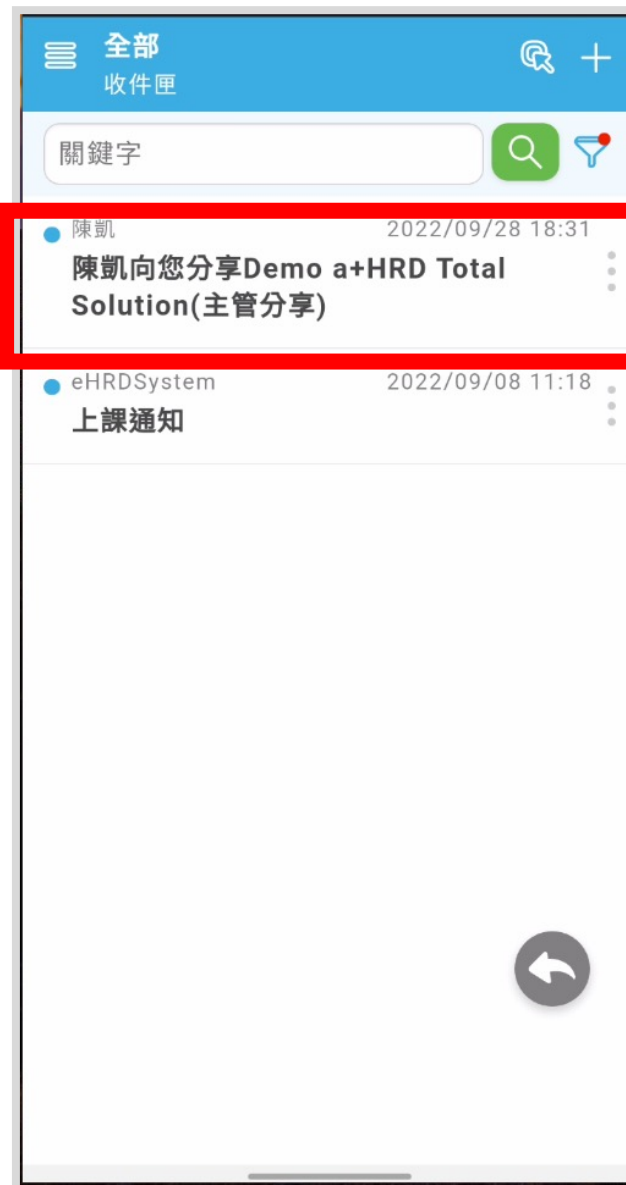 全部
收件匣
關鍵字
陳凱 2022/09/28 18:31
陳凱向您分享Demo a+HRD Total
Solution(主管分享)
eHRDSystem 2022/09/08 11:18
上課通知